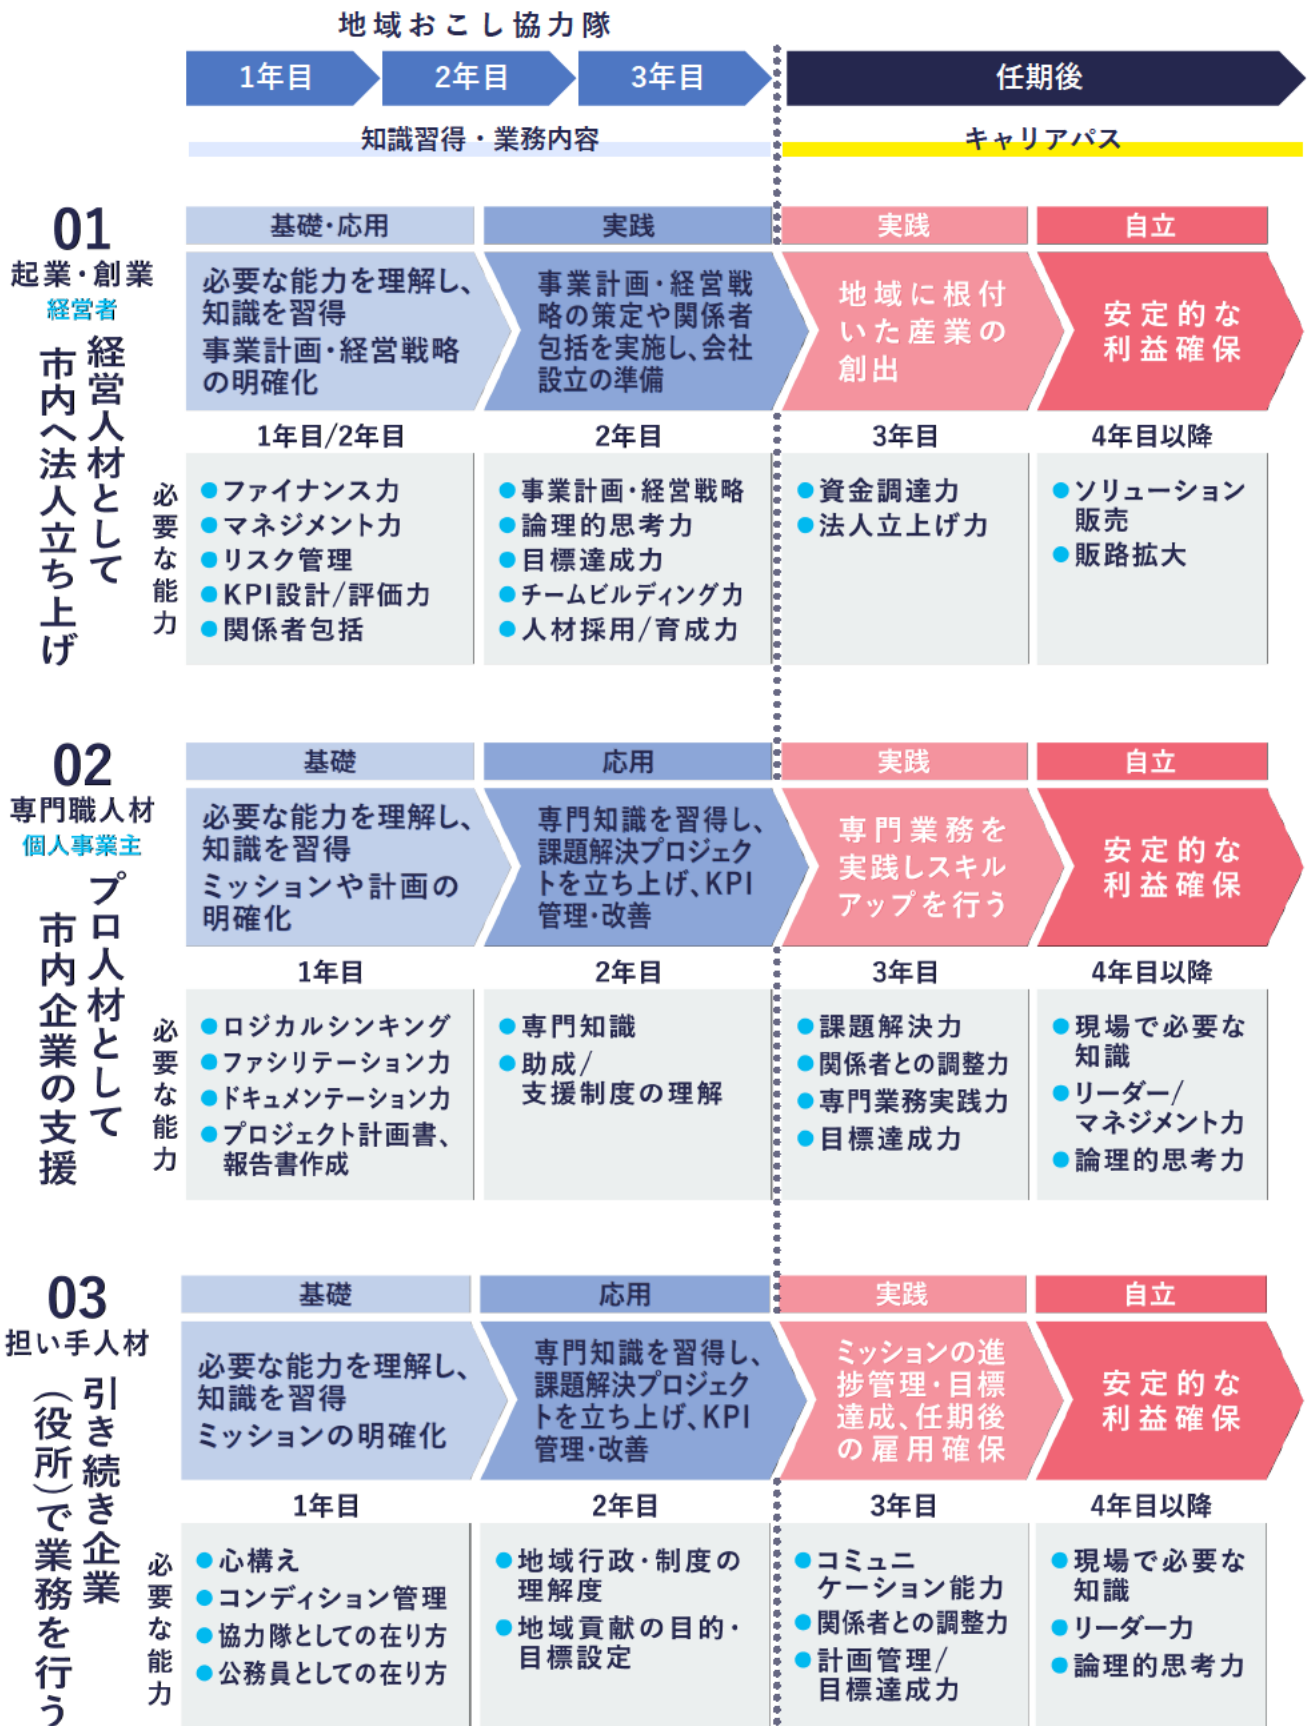 地域おこし協力隊
1年目
2年目
3年目
任期後
知識習得・業務内容
キャリアパス
01
起業・創業
経営者
経営人材として
市内へ法人立ち上げ
基礎・応用
実践
実践
自立
必要な能力を理解し、
知識を習得
事業計画・経営戦略
の明確化
事業計画・経営戦
略の策定や関係者
包括を実施し、会社
設立の準備
地域に根付
いた産業の
創出
安定的な
利益確保
1年目/2年目
2年目
3年目
4年目以降
必要な能力
●ファイナンス力
●マネジメント力
●リスク管理
●KPI設計/評価力
●関係者包括
●事業計画・経営戦略
●論理的思考力
●目標達成力
●チームビルディング力
●人材採用/育成力
●資金調達力
●法人立上げ力
●ソリューション
販売
●販路拡大
02
専門職人材
個人事業主
プロ人材として
市内企業の支援
基礎
応用
実践
自立
必要な能力を理解し、
知識を習得
ミッションや計画の
明確化
専門知識を習得し、
課題解決プロジェク
トを立ち上げ、KPI
管理・改善
専門業務を
実践しスキル
アップを行う
安定的な
利益確保
1年目
2年目
3年目
4年目以降
必要な能力
●ロジカルシンキング
●ファシリテーション力
●ドキュメンテーション力
●プロジェクト計画書、
報告書作成
●専門知識
●助成/
支援制度の理解
●課題解決力
●関係者との調整力
●専門業務実践力
●目標達成力
●現場で必要な
知識
●リーダー/
マネジメント力
●論理的思考力
03
担い手人材
引き続き企業
（役所）で業務を行う
基礎
応用
実践
自立
必要な能力を理解し、
知識を習得
ミッションの明確化
専門知識を習得し、
課題解決プロジェク
トを立ち上げ、KPI
管理・改善
ミッションの進
捗管理・目標
達成、任期後
の雇用確保
安定的な
利益確保
1年目
2年目
3年目
4年目以降
必要な能力
●心構え
●コンディション管理
●協力隊としての在り方
●公務員としての在り方
●地域行政・制度の
理解度
●地域貢献の目的・
目標設定
●コミュニ
ケーション能力
●関係者との調整力
●計画管理/
目標達成力
●現場で必要な
知識
●リーダー力
●論理的思考力